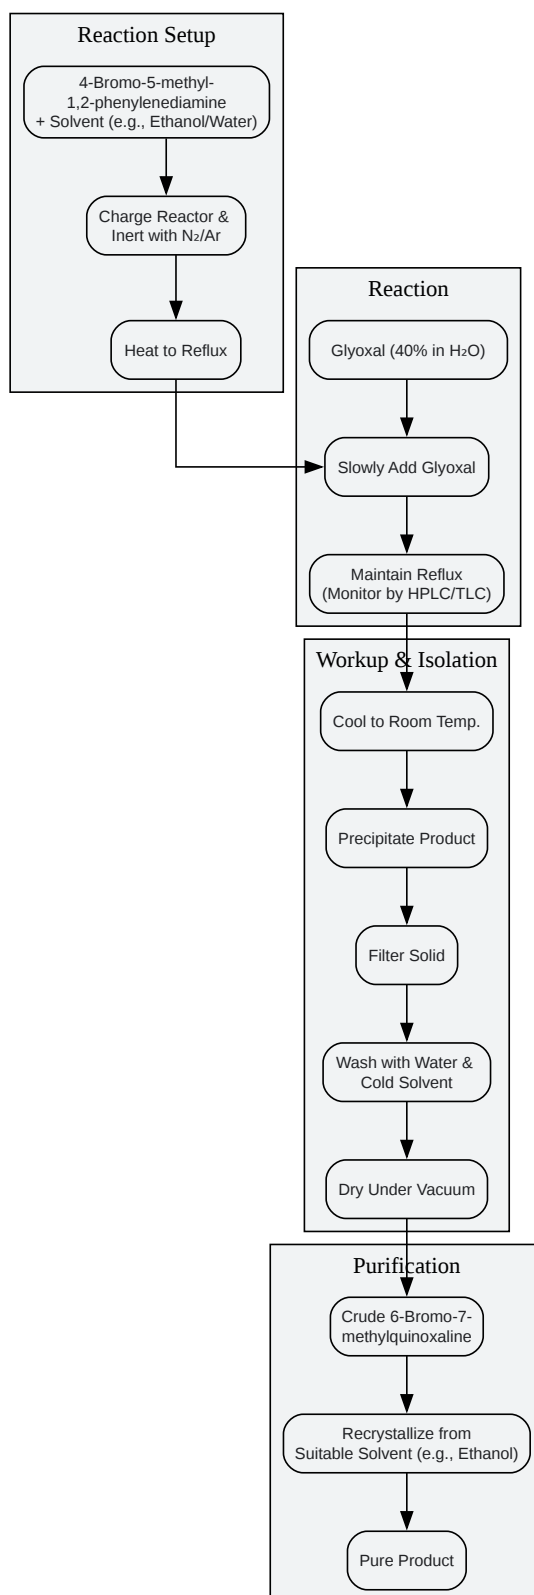 Reaction Setup
4-Bromo-5-methyl-
1,2-phenylenediamine
+ Solvent (e.g., Ethanol/Water)
Charge Reactor &
Inert with N₂/Ar
Heat to Reflux
Reaction
Glyoxal (40% in H₂O)
Slowly Add Glyoxal
Maintain Reflux
(Monitor by HPLC/TLC)
Workup & Isolation
Cool to Room Temp.
Precipitate Product
Filter Solid
Wash with Water &
Cold Solvent
Dry Under Vacuum
Purification
Crude 6-Bromo-7-
methylquinoxaline
Recrystallize from
Suitable Solvent (e.g., Ethanol)
Pure Product